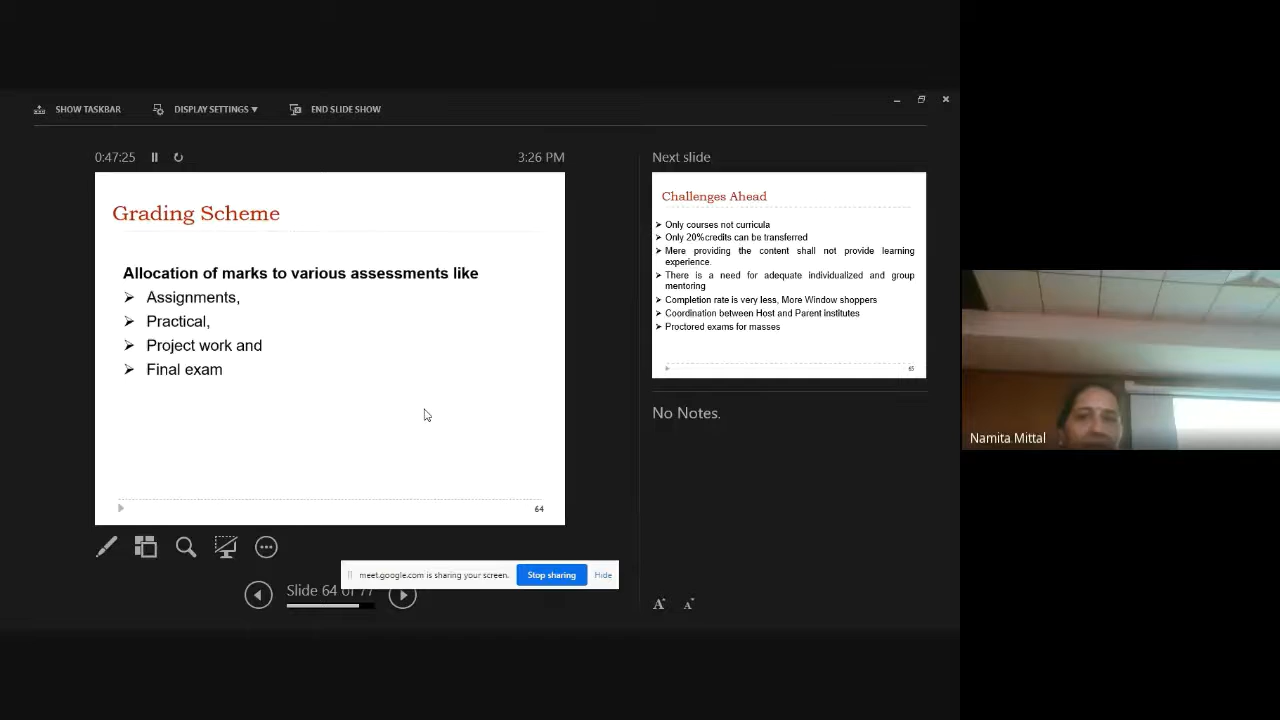 SHOW TASKBAR
DISPLAY SETTINGS
END SLIDE SHOW
0:47:25
3:26 PM
Grading Scheme
Allocation of marks to various assessments like
Assignments,
Practical,
Project work and
Final exam
64
Next slide
Challenges Ahead
Only courses not curricula
Only 20%credits can be transferred
Mere providing the content shall not provide learning
experience.
There is a need for adequate individualized and group
mentoring
Completion rate is very less, More Window shoppers
Coordination between Host and Parent institutes
Proctored exams for masses
65
No Notes.
meet.google.com is sharing your screen.
Stop sharing
Hide
Slide 64 of 77
A
A
Namita Mittal